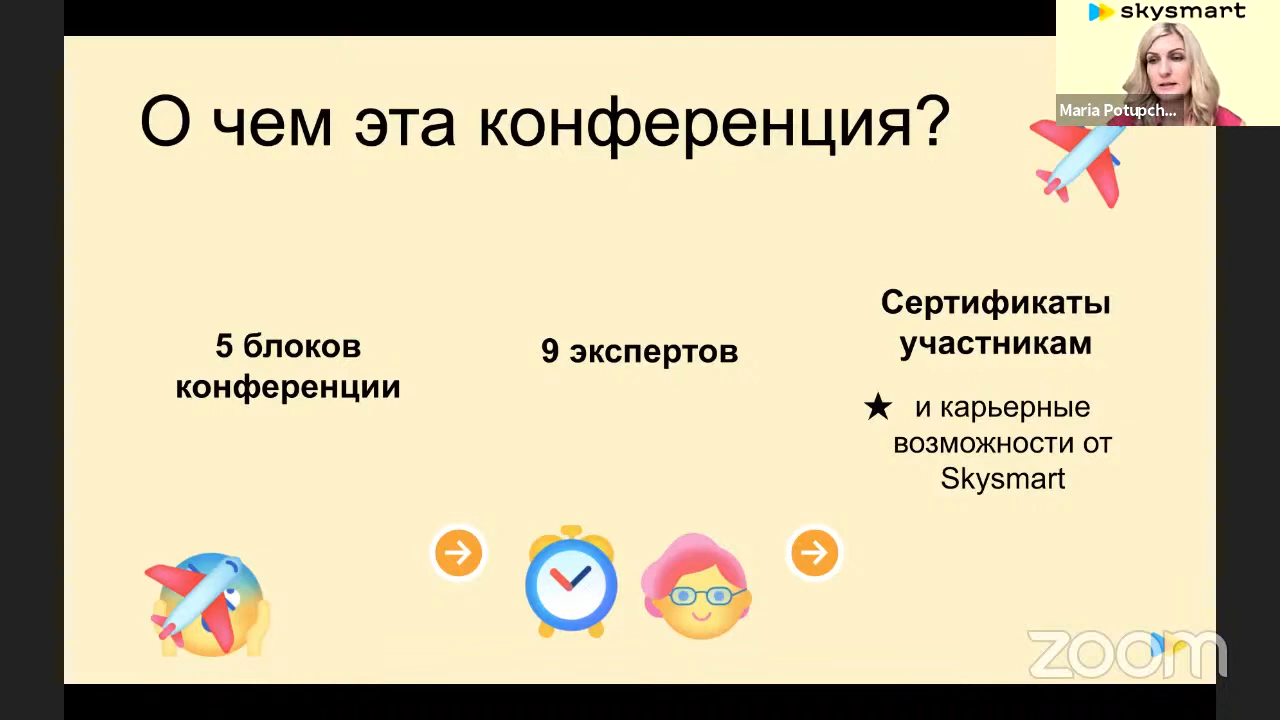 skysmart
Maria Potupch...
О чем эта конференция?
5 блоков
конференции
9 экспертов
Сертификаты
участникам
★ и карьерные
возможности от
Skysmart
zoom